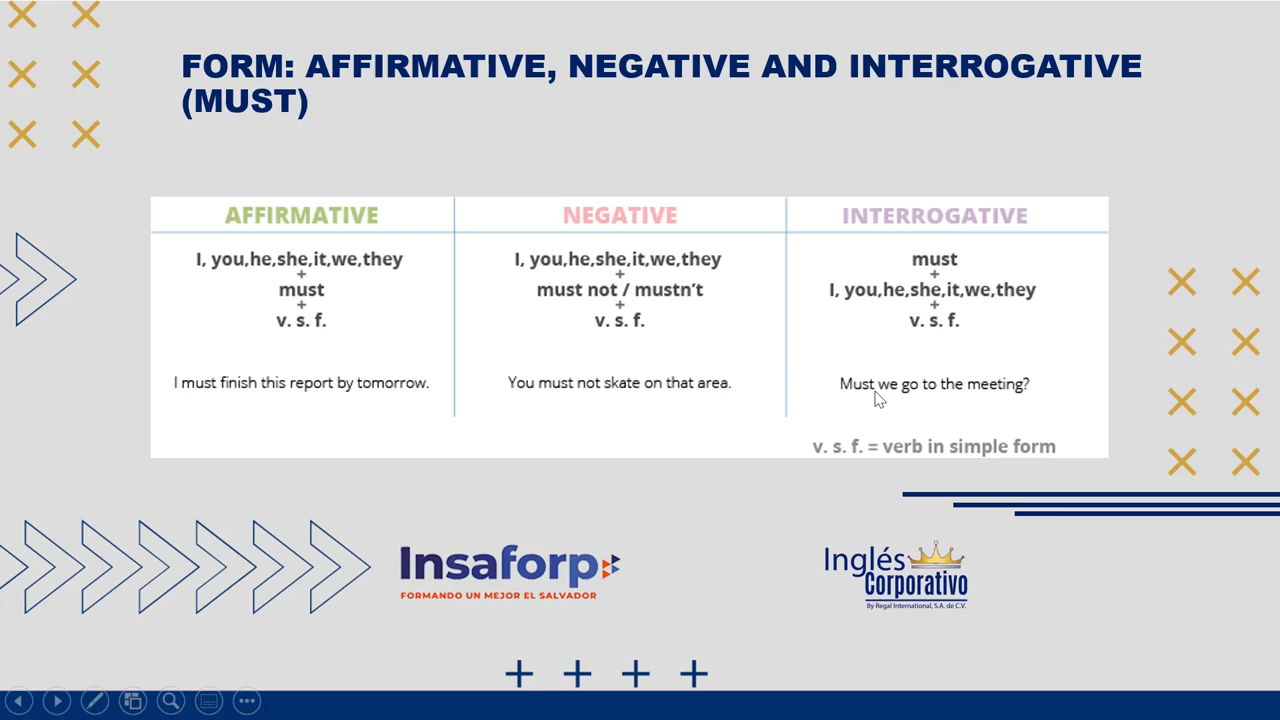 FORM: AFFIRMATIVE, NEGATIVE AND INTERROGATIVE
(MUST)
AFFIRMATIVE
I, you,he,she,it,we,they
+
must
+
v. s. f.
I must finish this report by tomorrow.
NEGATIVE
I, you,he,she,it,we,they
+
must not / mustn't
+
v. s. f.
You must not skate on that area.
INTERROGATIVE
must
+
I, you,he,she,it,we,they
+
v. s. f.
Must we go to the meeting?
v. s. f. = verb in simple form
Insaforp
FORMANDO UN MEJOR EL SALVADOR
Inglés
Corporativo
By Regal International, S.A. de C.V.